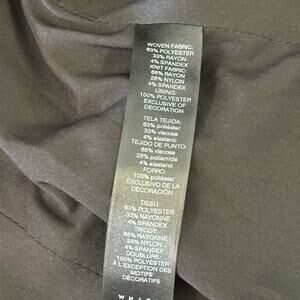 WOVEN FABRIC:
63% POLYESTER
33% RAYON
4% SPANDEX
KNIT FABRIC:
68% RAYON
28% NYLON
4% SPANDEX
LINING:
100% POLYESTER
EXCLUSIVE OF
DECORATION
TELA TEJIDA:
63% poliéster
33% viscosa
4% elastano
TEJIDO DE PUNTO:
68% viscosa
28% poliamida
4% elastano
FORRO:
100% poliéster
EXCLUSIVO DE LA
DECORACIÓN
TISSU:
63% POLYESTER
33% RAYONNE
4% SPANDEX
TRICOT:
68% RAYONNE
28% NYLON
4% SPANDEX
DOUBLURE:
100% POLYESTER
À L'EXCEPTION
DES MOTIFS
DÉCORATIFS